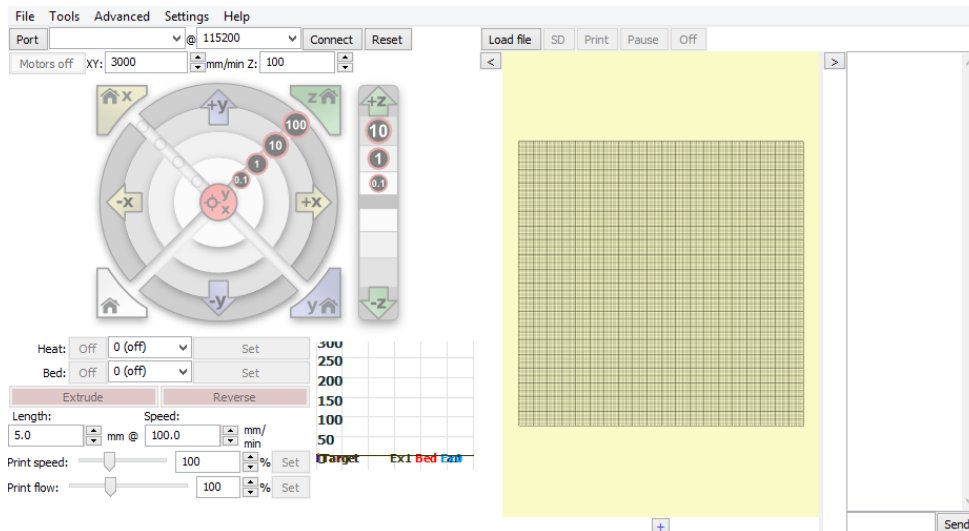 File Tools Advanced Settings Help
Port @ 115200 Connect Reset Load file SD Print Pause Off
Motors off XY: 3000 mm/min Z: 100 < >
x z
+y +z
100 10
10 1
1 0.1
0.1
-x y x +x
-y -z
y
Heat: Off 0 (off) Set
Bed: Off 0 (off) Set
Extrude Reverse
Length: Speed:
5.0 mm @ 100.0 mm/
min
Print speed: 100 % Set
Print flow: 100 % Set
300
250
200
150
100
50
Target Ex1 Bed Ex0
+ Send